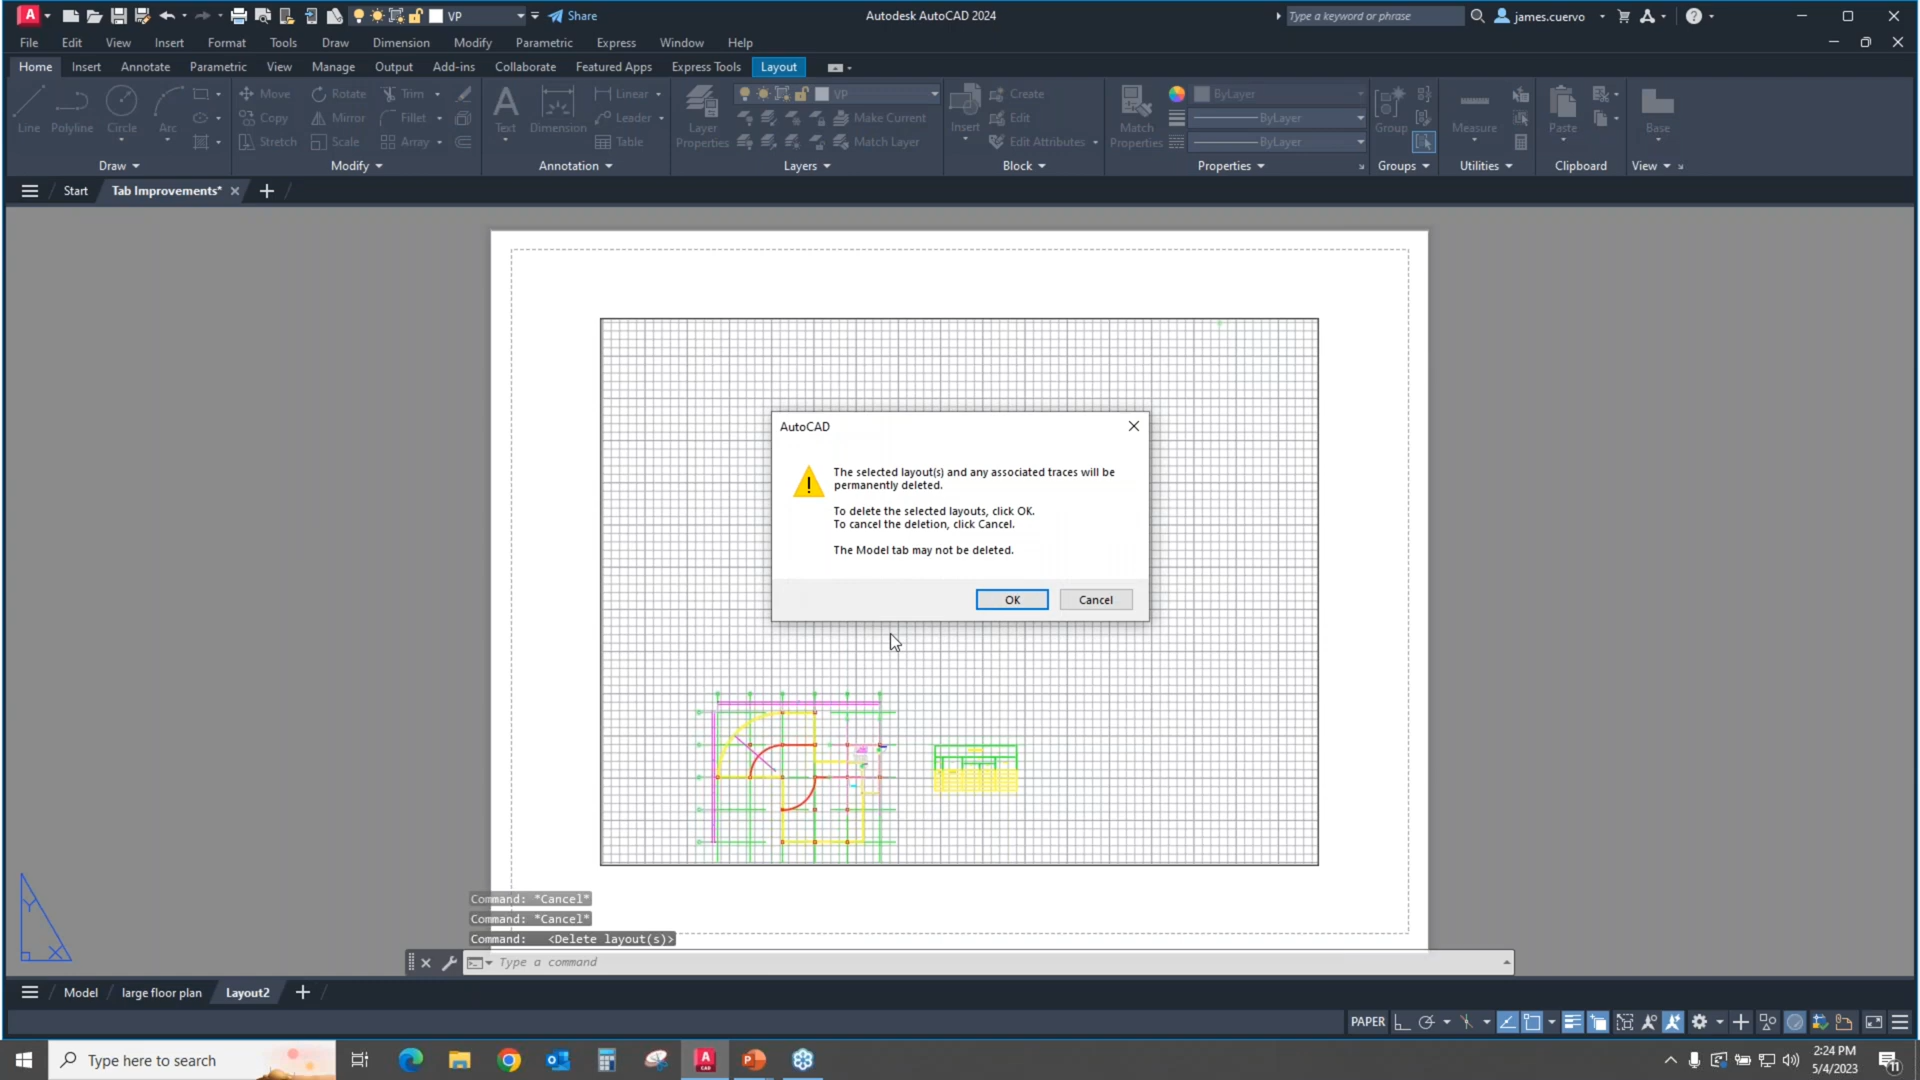 VP
Share
Autodesk AutoCAD 2024
Type a keyword or phrase
james.cuervo
File Edit View Insert Format Tools Draw Dimension Modify Parametric Express Window Help
Home Insert Annotate Parametric View Manage Output Add-ins Collaborate Featured Apps Express Tools Layout
Line Polyline Circle Arc
Move Rotate Trim
Copy Mirror Fillet
Stretch Scale Array
Text Dimension
Linear
Leader
Table
Layer Properties
VP
Make Current
Match Layer
Insert
Create
Edit
Edit Attributes
Match Properties
ByLayer
ByLayer
ByLayer
Group
Measure
Paste
Base
Draw Modify Annotation Layers Block Properties Groups Utilities Clipboard View
Start Tab Improvements*
AutoCAD
The selected layout(s) and any associated traces will be
permanently deleted.
To delete the selected layouts, click OK.
To cancel the deletion, click Cancel.
The Model tab may not be deleted.
OK Cancel
Command: *Cancel*
Command: *Cancel*
Command: <Delete layout(s)>
Type a command
Y
X
Model large floor plan Layout2
PAPER
Type here to search
2:24 PM
5/4/2023
11